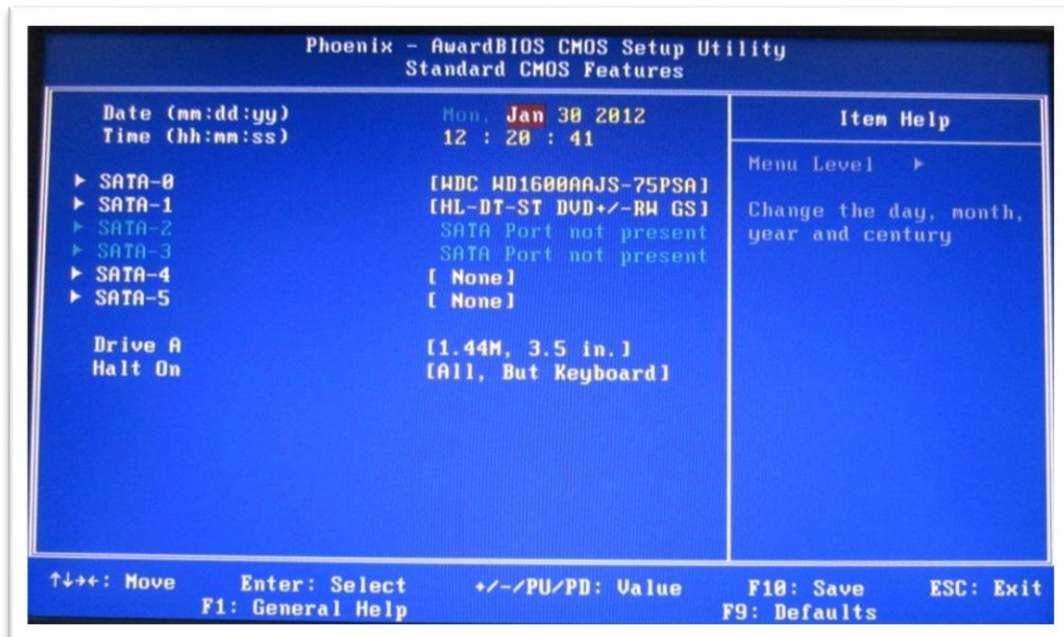 Phoenix - AwardBIOS CMOS Setup Utility
Standard CMOS Features
Date (mm:dd:yy) Mon, Jan 30 2012
Time (hh:mm:ss) 12 : 20 : 41
SATA-0 [WDC WD1600AAJS-75PSA]
SATA-1 [HL-DT-ST DVD+/-RW GS]
SATA-2 SATA Port not present
SATA-3 SATA Port not present
SATA-4 [ None]
SATA-5 [ None]
Drive A [1.44M, 3.5 in.]
Halt On [All, But Keyboard]
Item Help
Menu Level
Change the day, month,
year and century
↑↓→←: Move Enter: Select +/-/PU/PD: Value F10: Save ESC: Exit
F1: General Help F9: Defaults